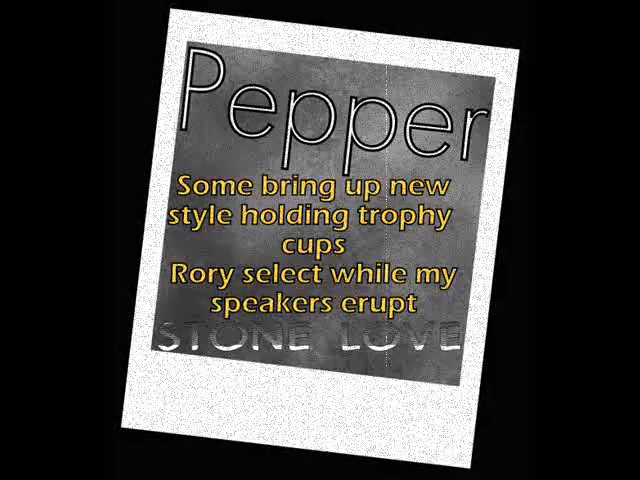 Pepper
Some bring up new
style holding trophy
cups
Rory select while my
speakers erupt
STONE LOVE